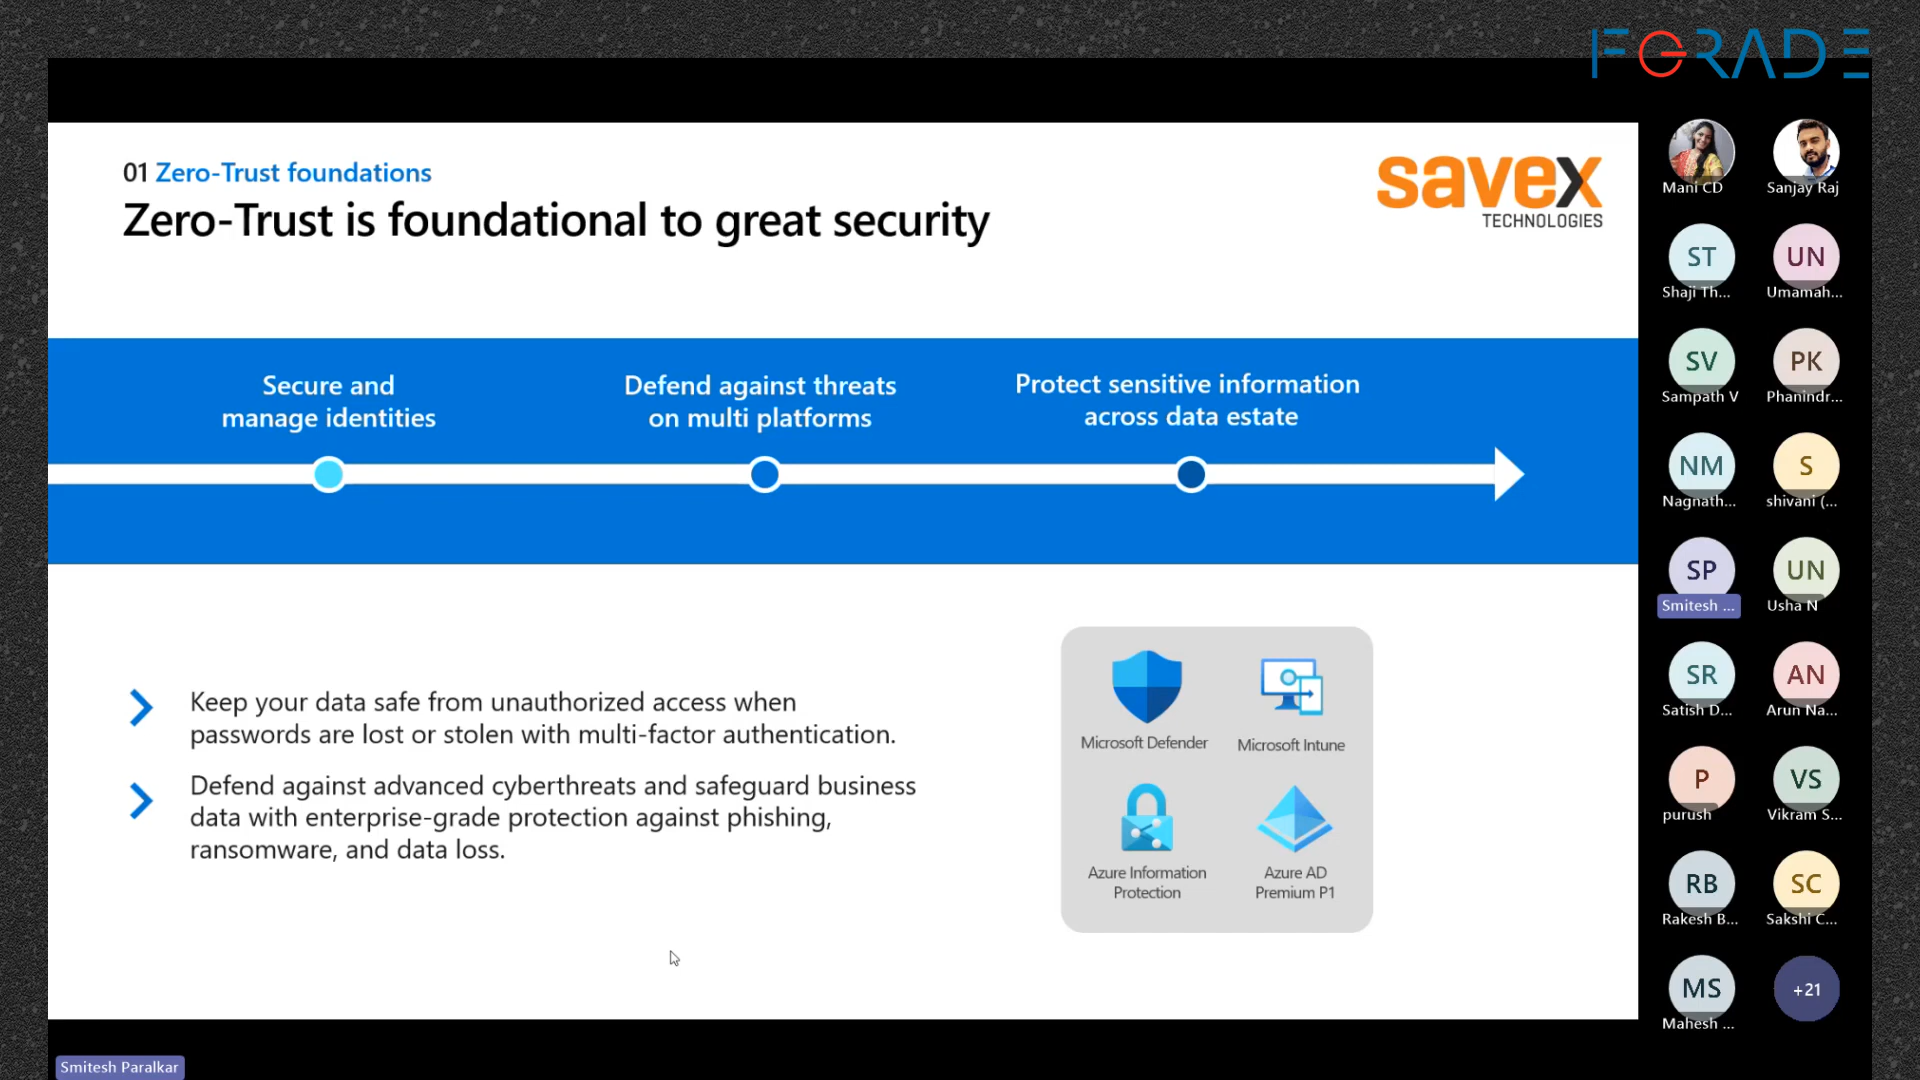 FGRADE
01 Zero-Trust foundations
Zero-Trust is foundational to great security
savex
TECHNOLOGIES
Secure and
manage identities
Defend against threats
on multi platforms
Protect sensitive information
across data estate
Keep your data safe from unauthorized access when
passwords are lost or stolen with multi-factor authentication.
Defend against advanced cyberthreats and safeguard business
data with enterprise-grade protection against phishing,
ransomware, and data loss.
Microsoft Defender
Microsoft Intune
Azure Information
Protection
Azure AD
Premium P1
Mani CD
Sanjay Raj
ST
Shaji Th...
UN
Umamah...
SV
Sampath V
PK
Phanindr...
NM
Nagnath...
S
shivani (...
SP
Smitesh ...
UN
Usha N
SR
Satish D...
AN
Arun Na...
P
purush
VS
Vikram S...
RB
Rakesh B...
SC
Sakshi C...
MS
Mahesh ...
+21
Smitesh Paralkar